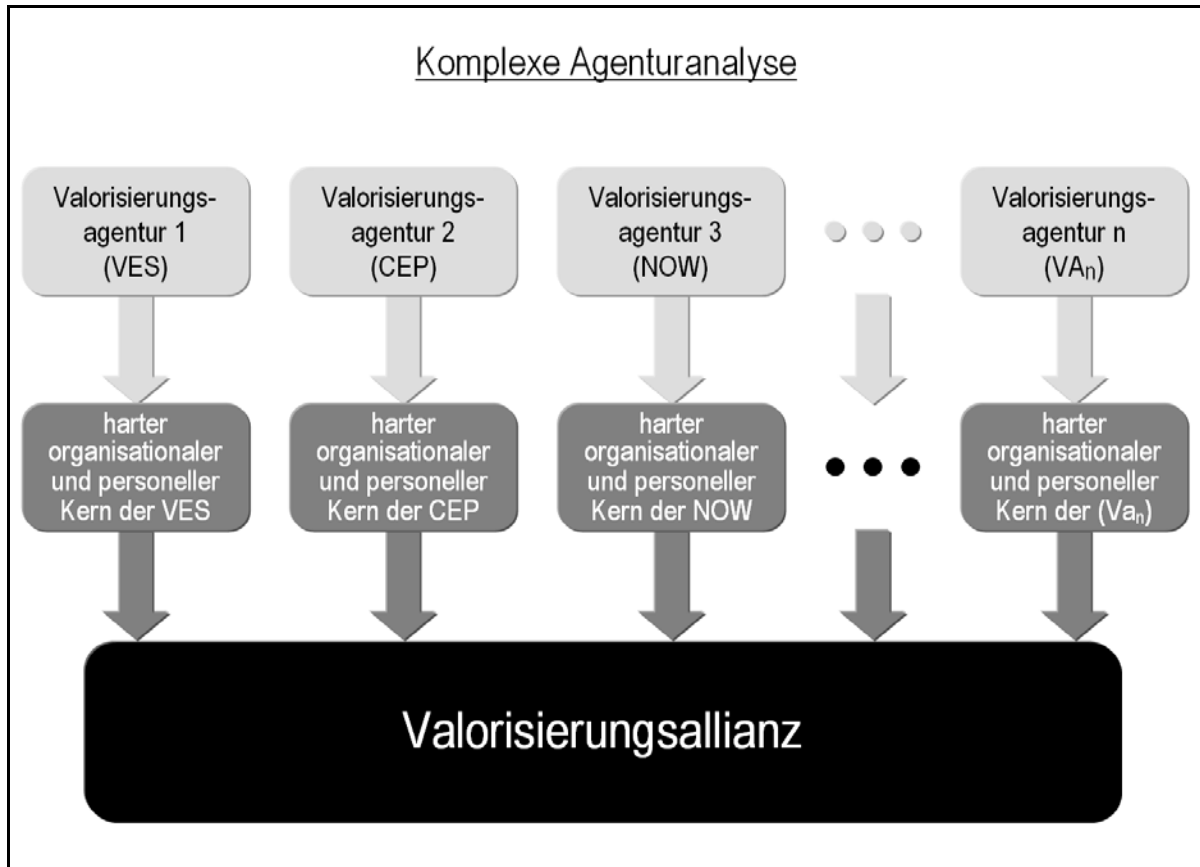 Komplexe Agenturanalyse
Valorisierungs-
agentur 1
(VES)
Valorisierungs-
agentur 2
(CEP)
Valorisierungs-
agentur 3
(NOW)
Valorisierungs-
agentur n
(VAₙ)
harter
organisationaler
und personeller
Kern der VES
harter
organisationaler
und personeller
Kern der CEP
harter
organisationaler
und personeller
Kern der NOW
harter
organisationaler
und personeller
Kern der (Vaₙ)
Valorisierungsallianz